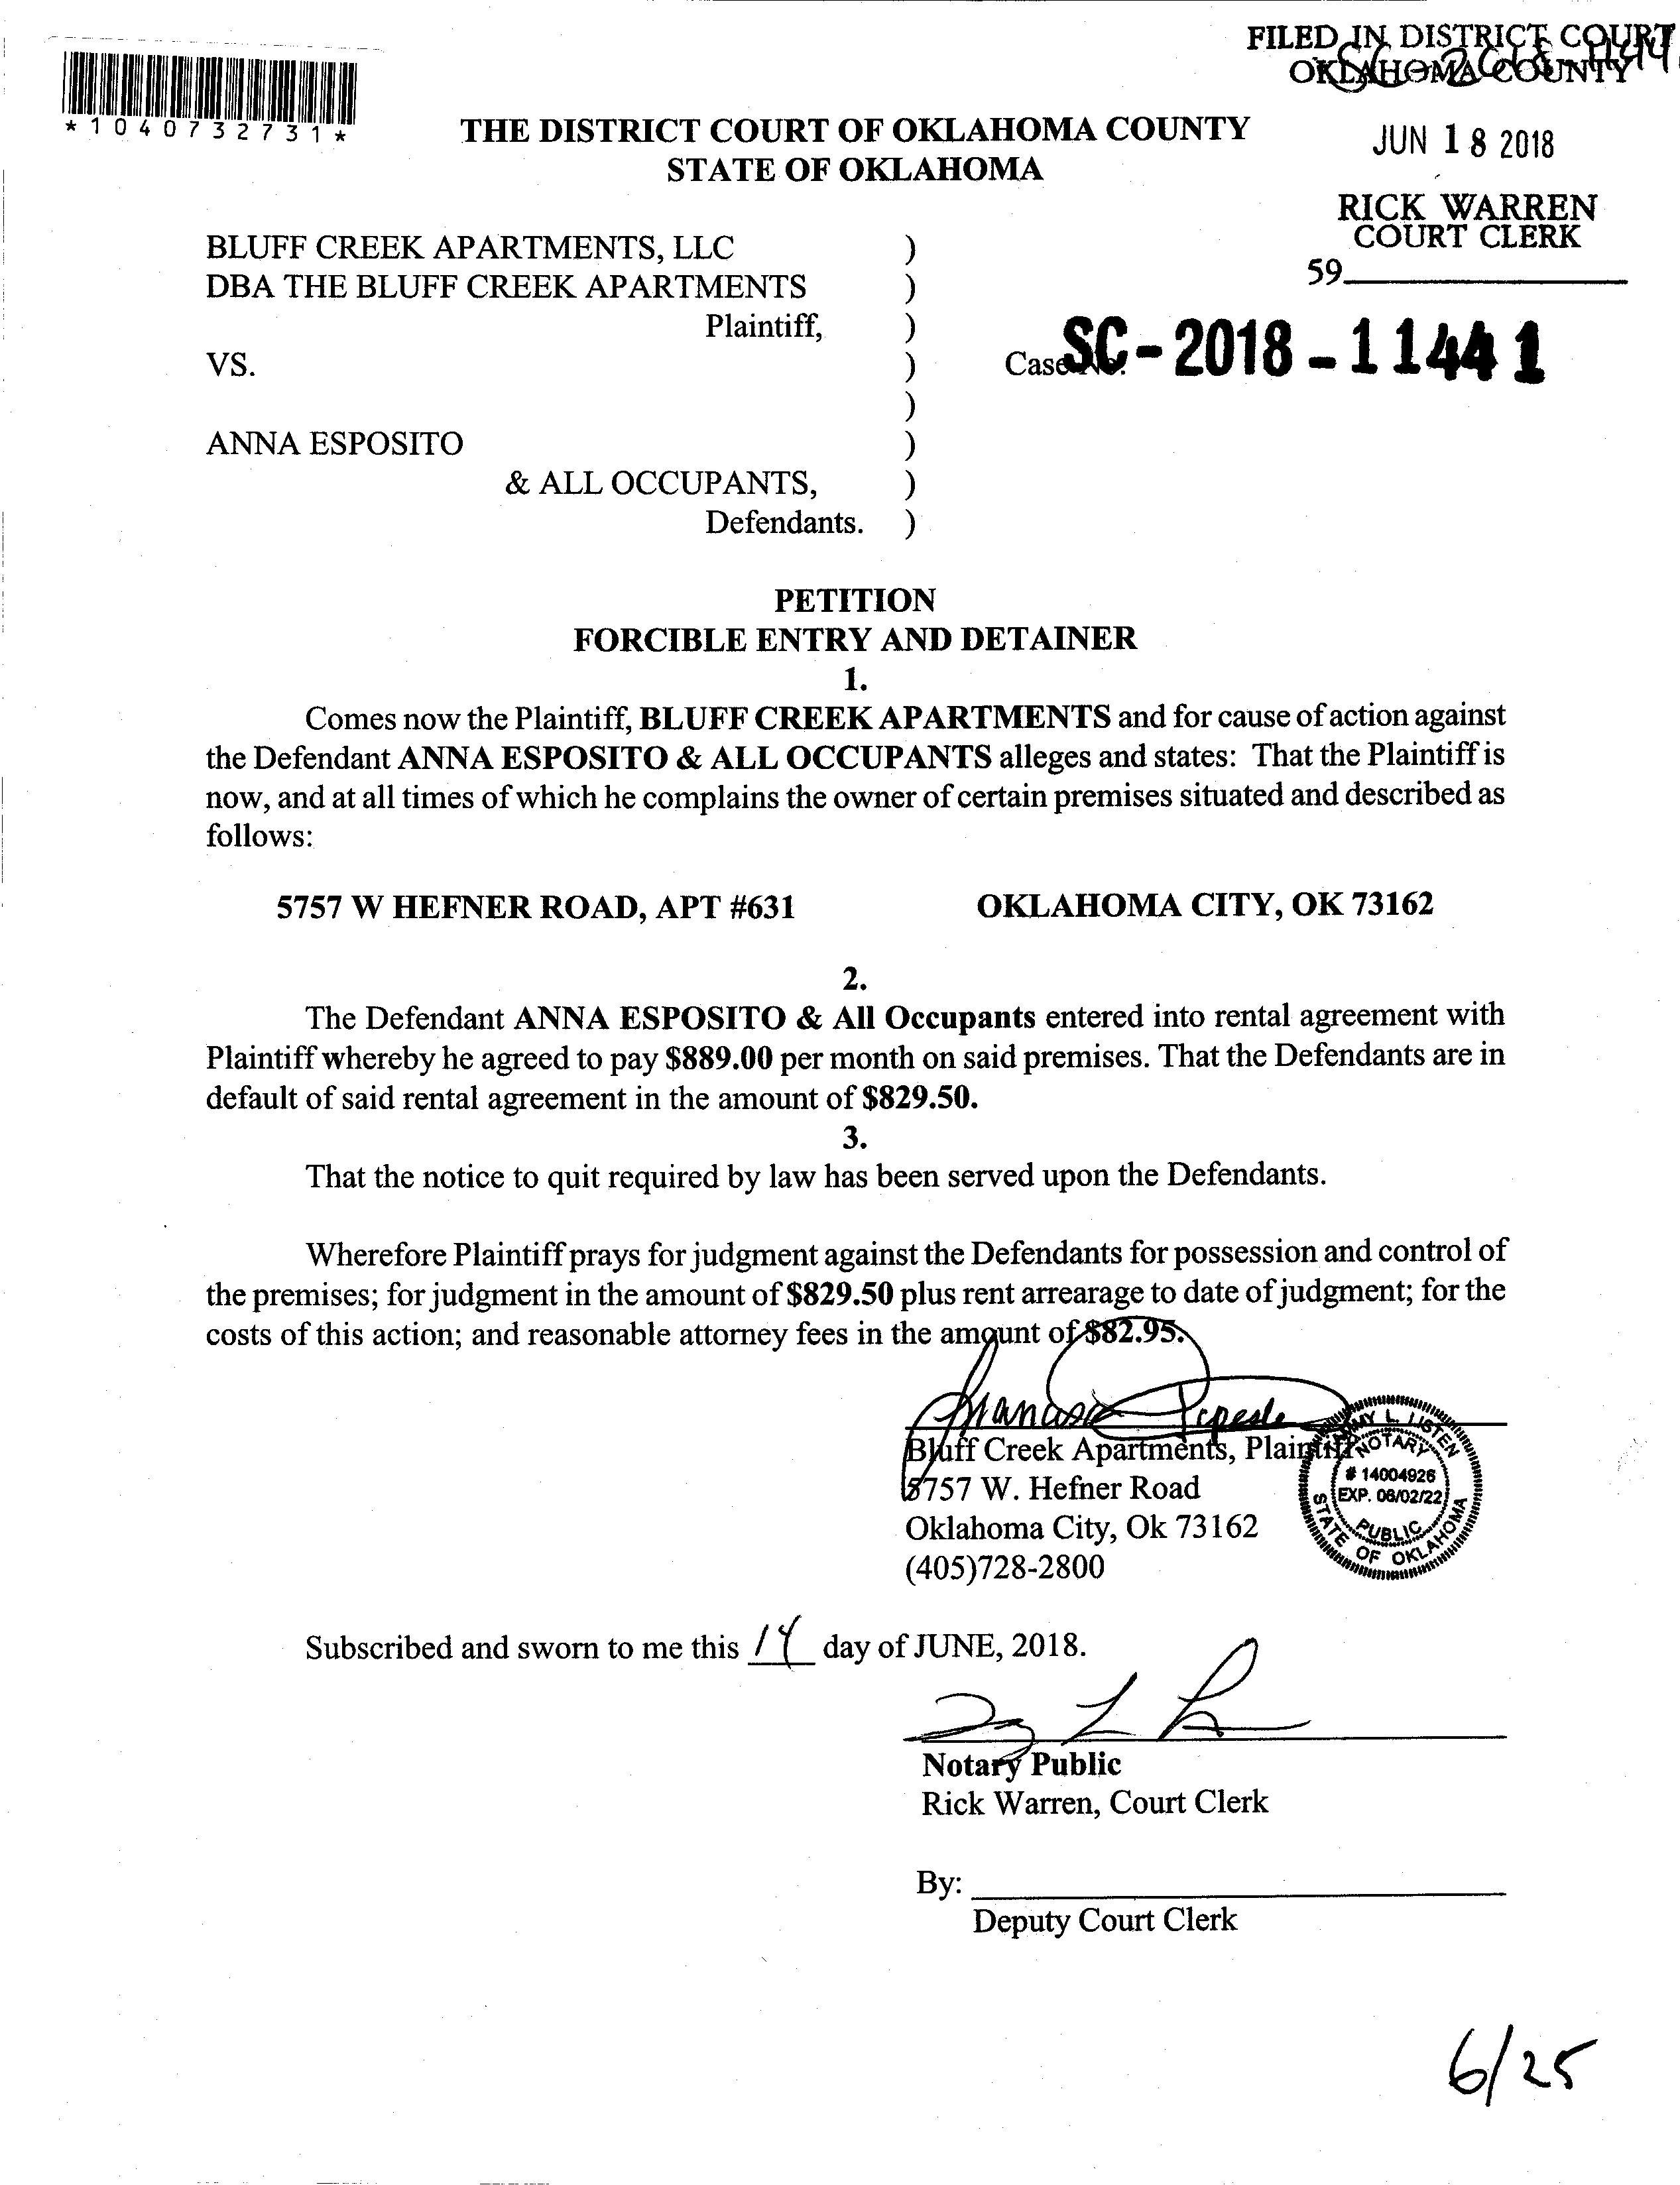 FILED IN DISTRICT COURT
OKLAHOMA COUNTY
*1040732731*
THE DISTRICT COURT OF OKLAHOMA COUNTY
STATE OF OKLAHOMA
JUN 18 2018
RICK WARREN
COURT CLERK
59
BLUFF CREEK APARTMENTS, LLC )
DBA THE BLUFF CREEK APARTMENTS )
Plaintiff, )
VS. ) Case No. SC-2018-11441
)
ANNA ESPOSITO )
& ALL OCCUPANTS, )
Defendants. )
PETITION
FORCIBLE ENTRY AND DETAINER
1.
Comes now the Plaintiff, BLUFF CREEK APARTMENTS and for cause of action against
the Defendant ANNA ESPOSITO & ALL OCCUPANTS alleges and states: That the Plaintiff is
now, and at all times of which he complains the owner of certain premises situated and described as
follows:
5757 W HEFNER ROAD, APT #631 OKLAHOMA CITY, OK 73162
2.
The Defendant ANNA ESPOSITO & All Occupants entered into rental agreement with
Plaintiff whereby he agreed to pay $889.00 per month on said premises. That the Defendants are in
default of said rental agreement in the amount of $829.50.
3.
That the notice to quit required by law has been served upon the Defendants.
Wherefore Plaintiff prays for judgment against the Defendants for possession and control of
the premises; for judgment in the amount of $829.50 plus rent arrearage to date of judgment; for the
costs of this action; and reasonable attorney fees in the amount of $82.95.
Bluff Creek Apartments, Plaintiff
5757 W. Hefner Road
Oklahoma City, Ok 73162
(405)728-2800
L. LISTEN
NOTARY
# 14004926
EXP. 06/02/22
PUBLIC
STATE OF OKLAHOMA
Subscribed and sworn to me this 14 day of JUNE, 2018.
Notary Public
Rick Warren, Court Clerk
By:
Deputy Court Clerk
6/25